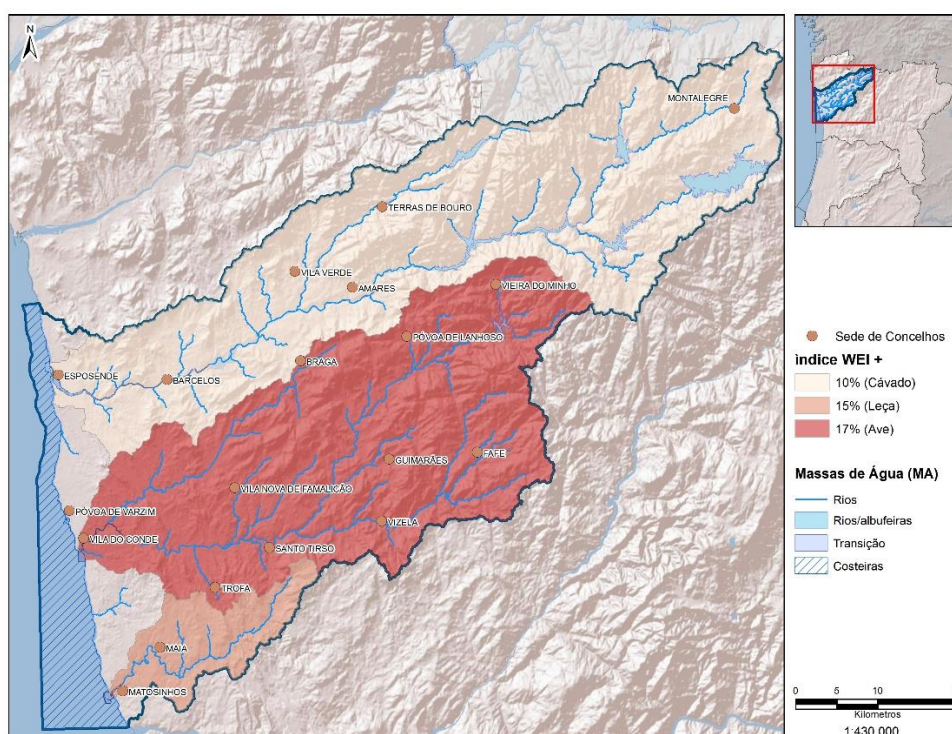 N
MONTALEGRE
TERRAS DE BOURO
VILA VERDE
AMARES
VIEIRA DO MINHO
PÓVOA DE LANHOSO
BRAGA
ESPOSENDE
BARCELOS
GUIMARÃES
FAFE
VILA NOVA DE FAMALICÃO
PÓVOA DE VARZIM
VIZELA
VILA DO CONDE
SANTO TIRSO
TROFA
MAIA
MATOSINHOS
Sede de Concelhos
índice WEI +
10% (Cávado)
15% (Leça)
17% (Ave)
Massas de Água (MA)
Rios
Rios/albufeiras
Transição
Costeiras
0 5 10
Kilometros
1:430 000